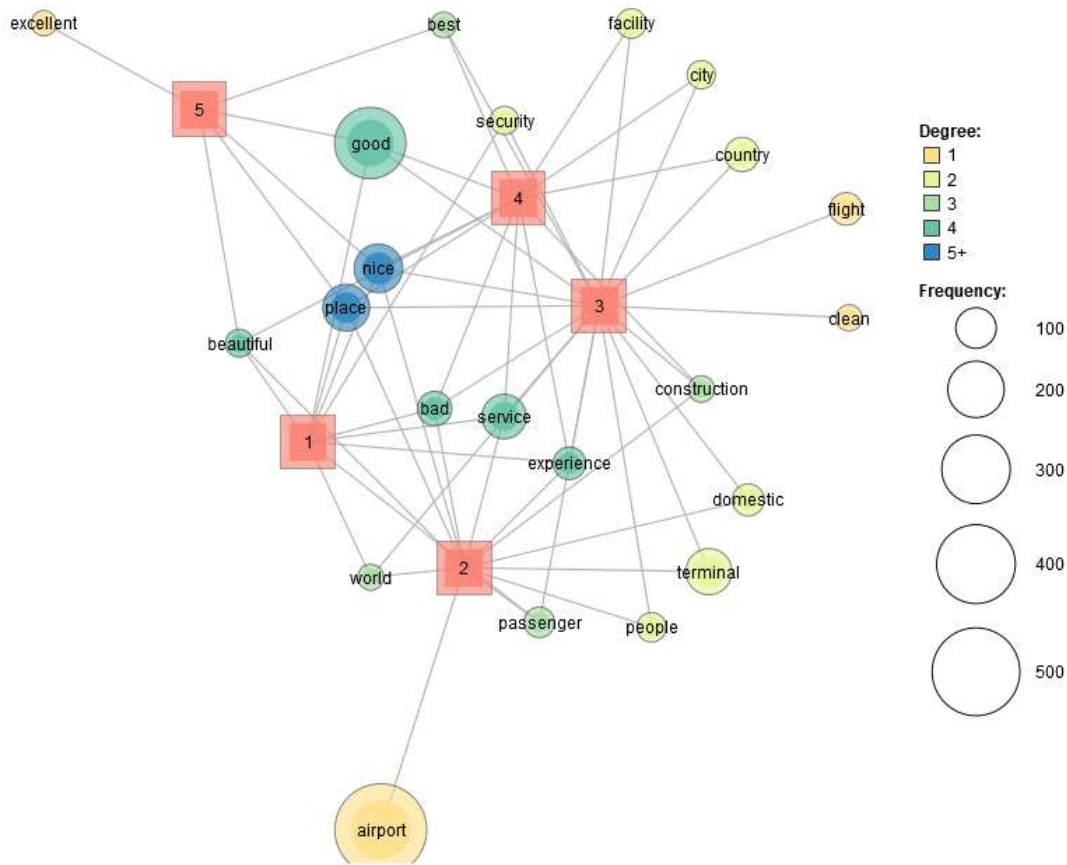 excellent
best
facility
city
5
security
good
country
4
flight
nice
place
3
clean
beautiful
construction
bad
service
1
experience
domestic
2
terminal
world
passenger
people
airport
Degree:
1
2
3
4
5+
Frequency:
100
200
300
400
500